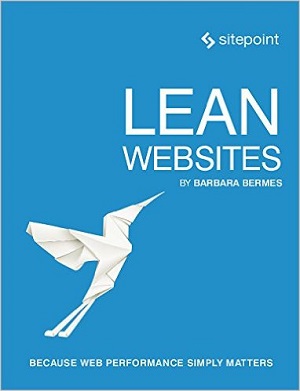 sitepoint
LEAN
WEBSITES
BY BARBARA BERMES
BECAUSE WEB PERFORMANCE SIMPLY MATTERS